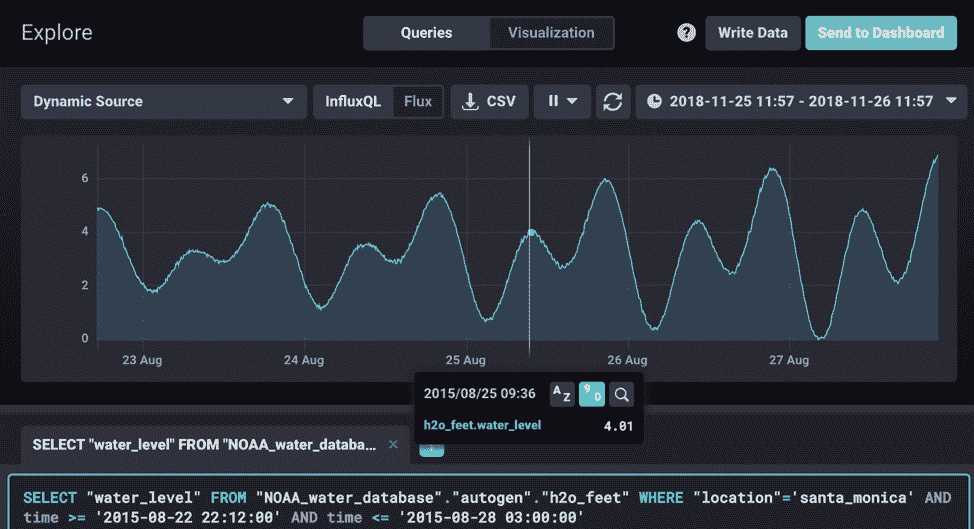 Explore
Queries
Visualization
?
Write Data
Send to Dashboard
Dynamic Source
InfluxQL
Flux
CSV
2018-11-25 11:57 - 2018-11-26 11:57
6
4
2
0
23 Aug
24 Aug
25 Aug
26 Aug
27 Aug
2015/08/25 09:36
A Z
9 0
h2o_feet.water_level
4.01
SELECT "water_level" FROM "NOAA_water_databa...
SELECT "water_level" FROM "NOAA_water_database"."autogen"."h2o_feet" WHERE "location"='santa_monica' AND
time >= '2015-08-22 22:12:00' AND time <= '2015-08-28 03:00:00'